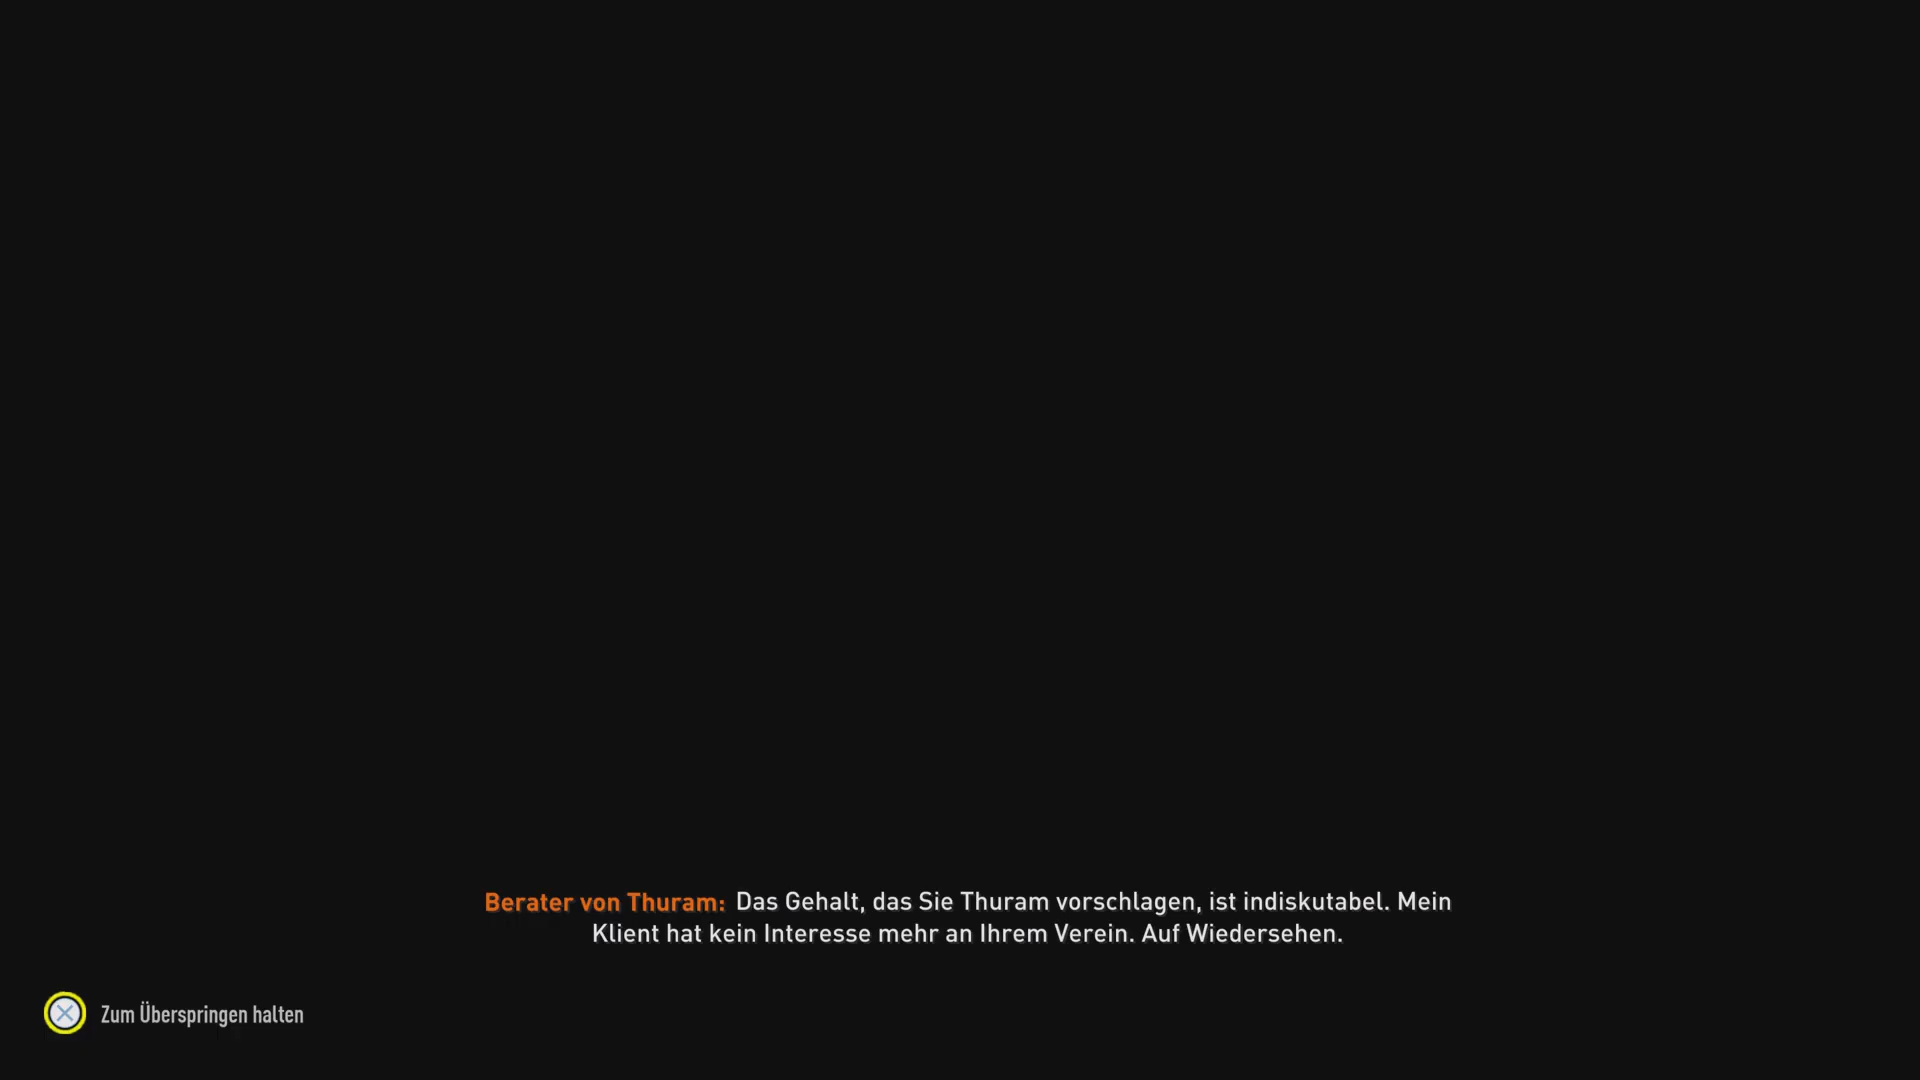 Berater von Thuram: Das Gehalt, das Sie Thuram vorschlagen, ist indiskutabel. Mein
Klient hat kein Interesse mehr an Ihrem Verein. Auf Wiedersehen.
Zum Überspringen halten